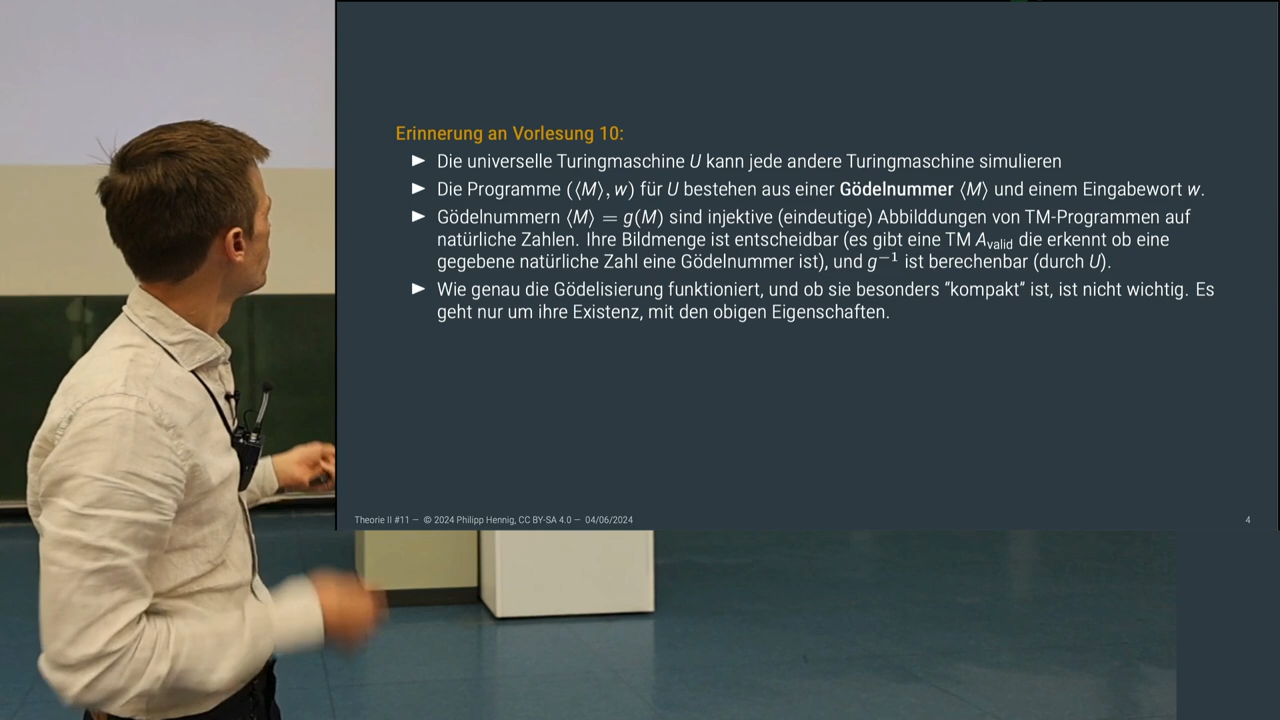 Erinnerung an Vorlesung 10:
► Die universelle Turingmaschine U kann jede andere Turingmaschine simulieren
► Die Programme (⟨M⟩, w) für U bestehen aus einer Gödelnummer ⟨M⟩ und einem Eingabewort w.
► Gödelnummern ⟨M⟩ = g(M) sind injektive (eindeutige) Abbilddungen von TM-Programmen auf
natürliche Zahlen. Ihre Bildmenge ist entscheidbar (es gibt eine TM A_valid die erkennt ob eine
gegebene natürliche Zahl eine Gödelnummer ist), und g⁻¹ ist berechenbar (durch U).
► Wie genau die Gödelisierung funktioniert, und ob sie besonders "kompakt" ist, ist nicht wichtig. Es
geht nur um ihre Existenz, mit den obigen Eigenschaften.
Theorie II #11 — © 2024 Philipp Hennig, CC BY-SA 4.0 — 04/06/2024
4